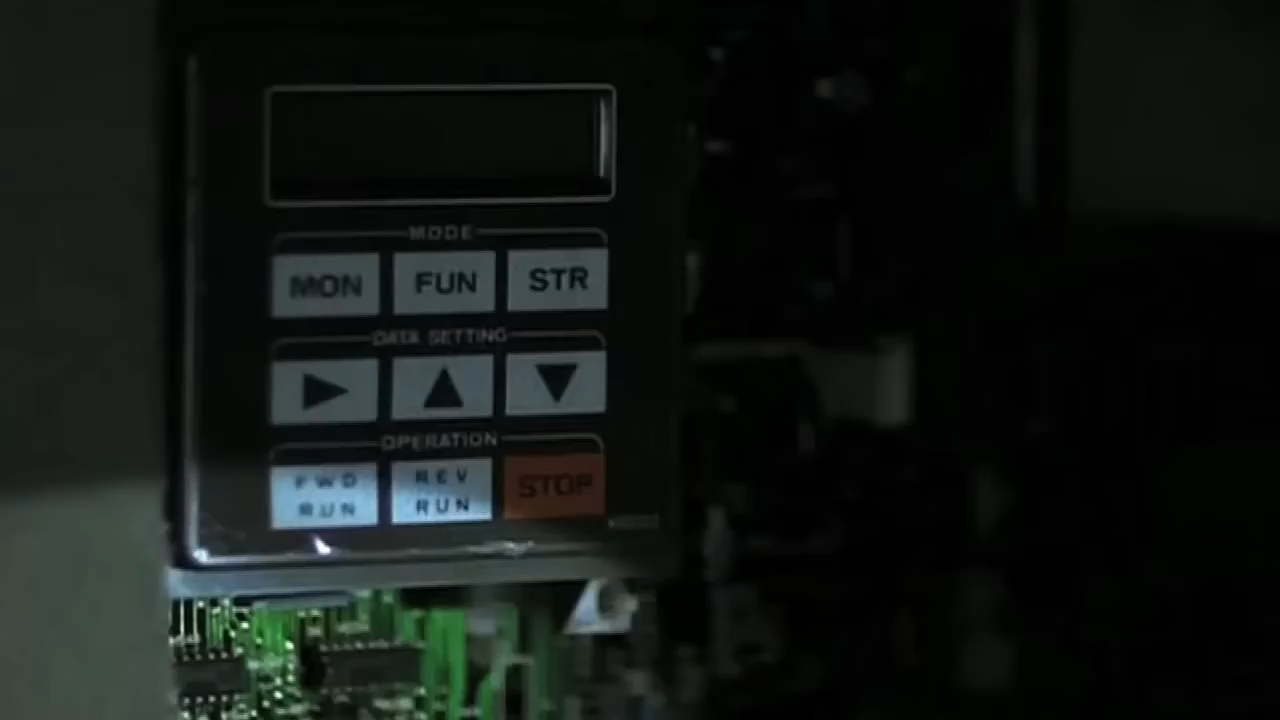 MODE
MON FUN STR
DATA SETTING
OPERATION
FWD REV STOP
RUN RUN